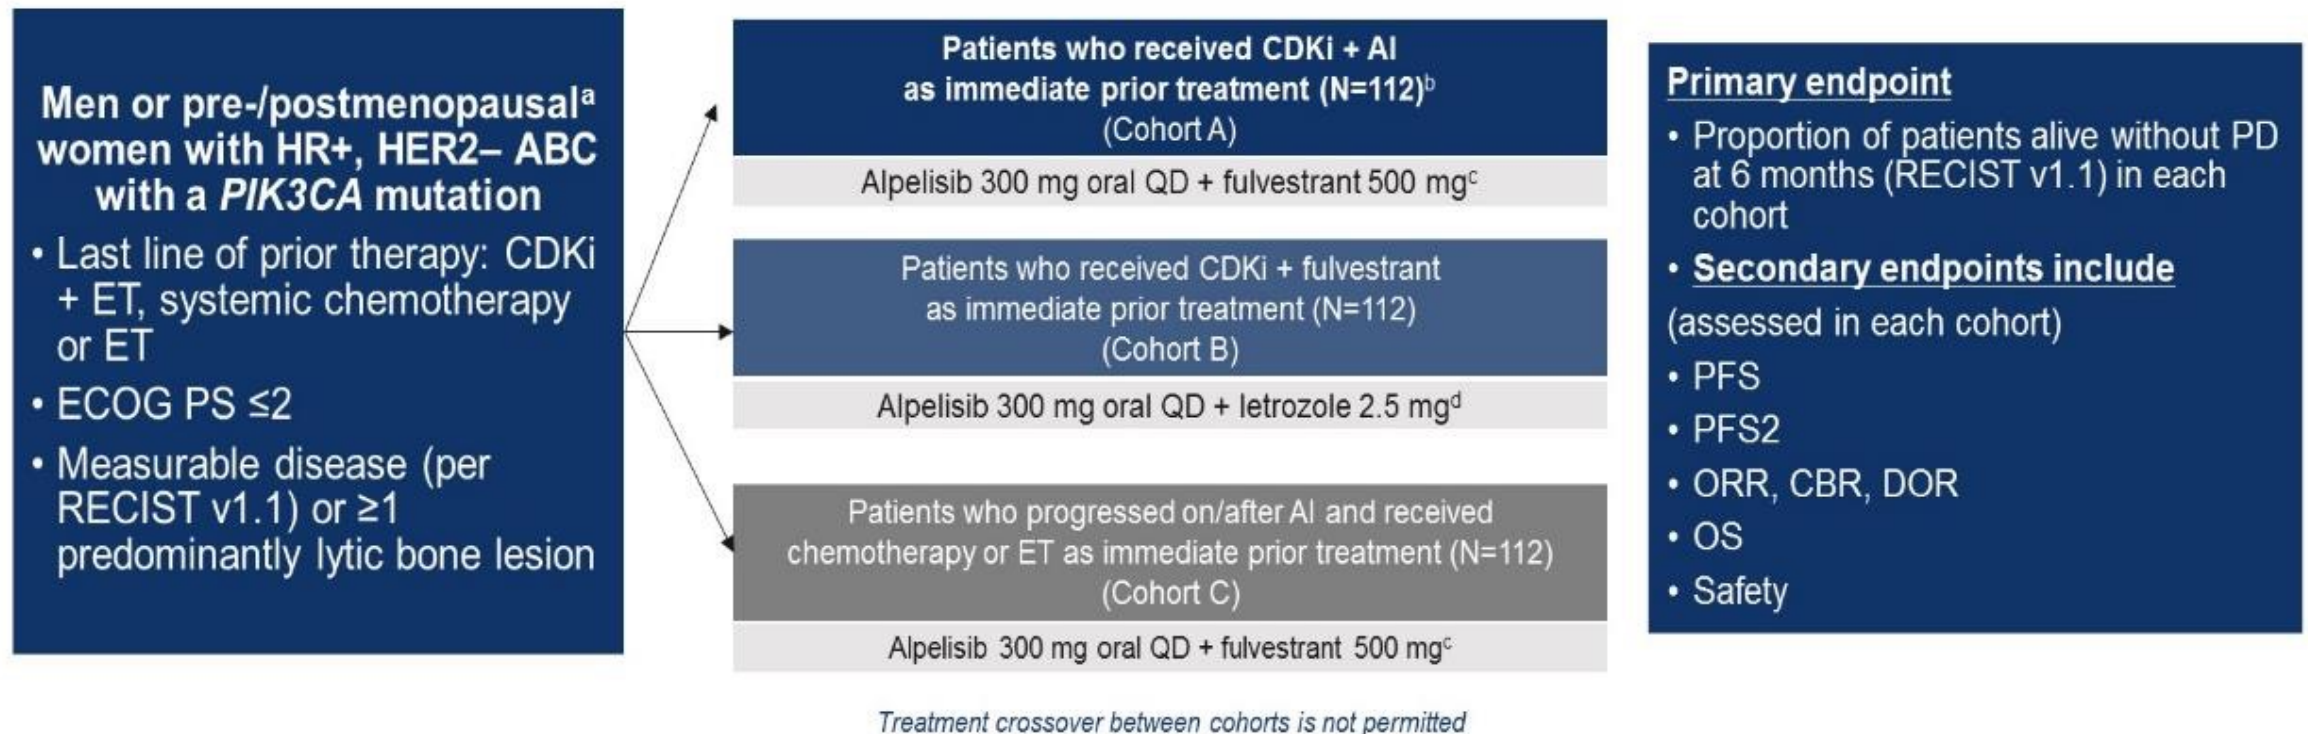 Men or pre-/postmenopausalᵃ
women with HR+, HER2– ABC
with a PIK3CA mutation
• Last line of prior therapy: CDKi
+ ET, systemic chemotherapy
or ET
• ECOG PS ≤2
• Measurable disease (per
RECIST v1.1) or ≥1
predominantly lytic bone lesion
Patients who received CDKi + AI
as immediate prior treatment (N=112)ᵇ
(Cohort A)
Alpelisib 300 mg oral QD + fulvestrant 500 mgᶜ
Patients who received CDKi + fulvestrant
as immediate prior treatment (N=112)
(Cohort B)
Alpelisib 300 mg oral QD + letrozole 2.5 mgᵈ
Patients who progressed on/after AI and received
chemotherapy or ET as immediate prior treatment (N=112)
(Cohort C)
Alpelisib 300 mg oral QD + fulvestrant 500 mgᶜ
Treatment crossover between cohorts is not permitted
Primary endpoint
• Proportion of patients alive without PD
at 6 months (RECIST v1.1) in each
cohort
• Secondary endpoints include
(assessed in each cohort)
• PFS
• PFS2
• ORR, CBR, DOR
• OS
• Safety